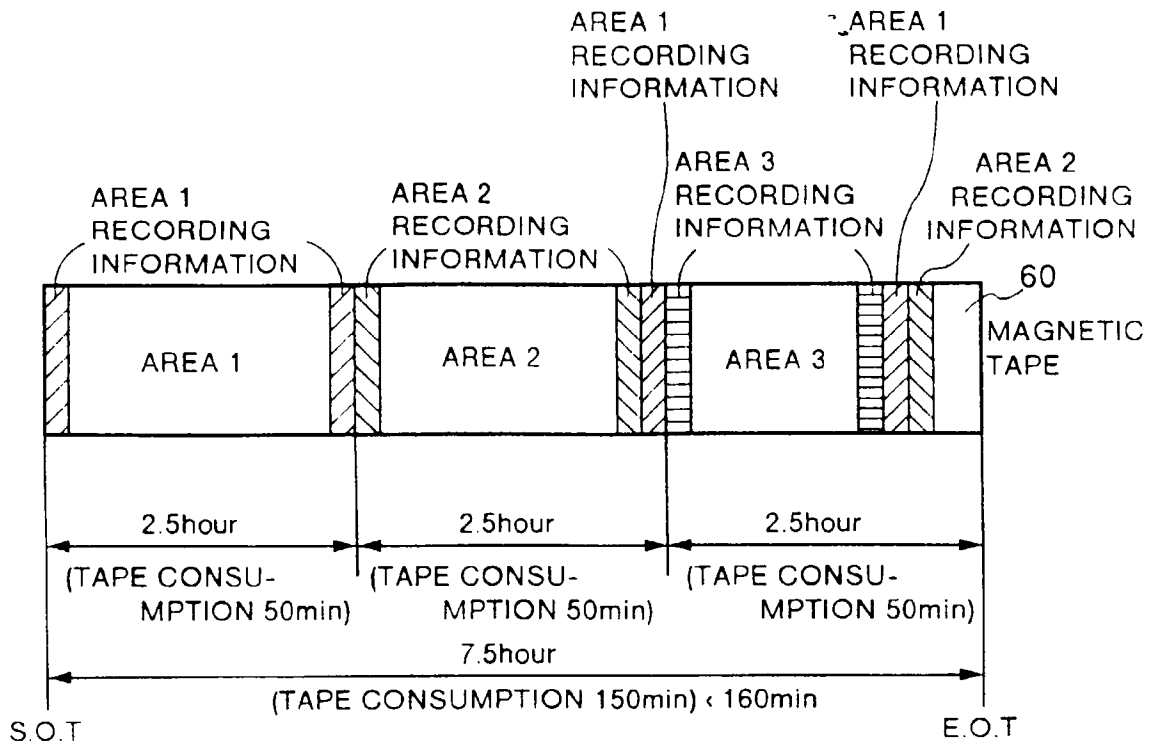 AREA 1
RECORDING
INFORMATION
AREA 1
RECORDING
INFORMATION
AREA 1
RECORDING
INFORMATION
AREA 2
RECORDING
INFORMATION
AREA 3
RECORDING
INFORMATION
AREA 2
RECORDING
INFORMATION
60
MAGNETIC
TAPE
AREA 1
AREA 2
AREA 3
2.5hour
2.5hour
2.5hour
(TAPE CONSU-
MPTION 50min)
(TAPE CONSU-
MPTION 50min)
(TAPE CONSU-
MPTION 50min)
7.5hour
(TAPE CONSUMPTION 150min) < 160min
S.O.T
E.O.T